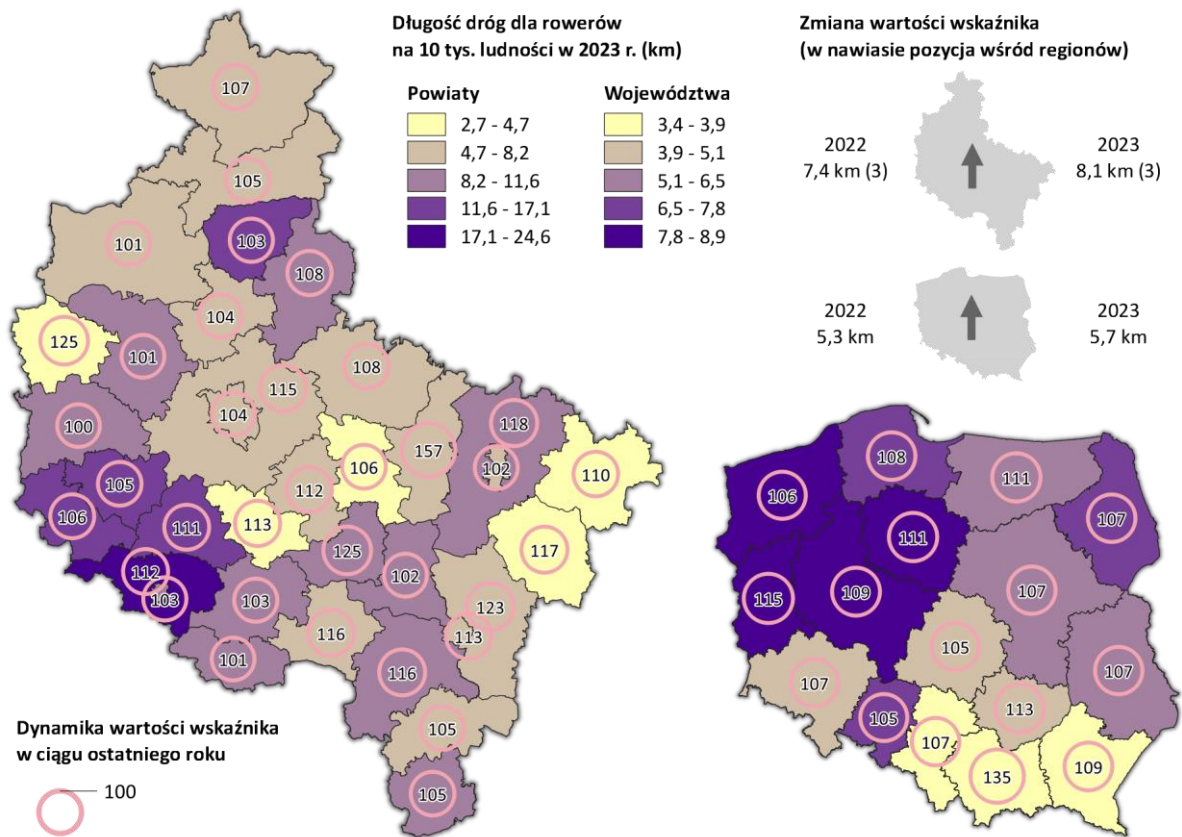 Długość dróg dla rowerów
na 10 tys. ludności w 2023 r. (km)
Powiaty
2,7 - 4,7
4,7 - 8,2
8,2 - 11,6
11,6 - 17,1
17,1 - 24,6
Województwa
3,4 - 3,9
3,9 - 5,1
5,1 - 6,5
6,5 - 7,8
7,8 - 8,9
Zmiana wartości wskaźnika
(w nawiasie pozycja wśród regionów)
2022
7,4 km (3)
2023
8,1 km (3)
2022
5,3 km
2023
5,7 km
107
105
101
103
108
104
125
101
108
115
104
100
118
157
102
106
110
105
112
106
111
113
117
125
102
112
103
103
123
116
113
101
116
105
105
108
111
106
107
111
115
109
107
105
107
107
113
105
107
109
135
Dynamika wartości wskaźnika
w ciągu ostatniego roku
100